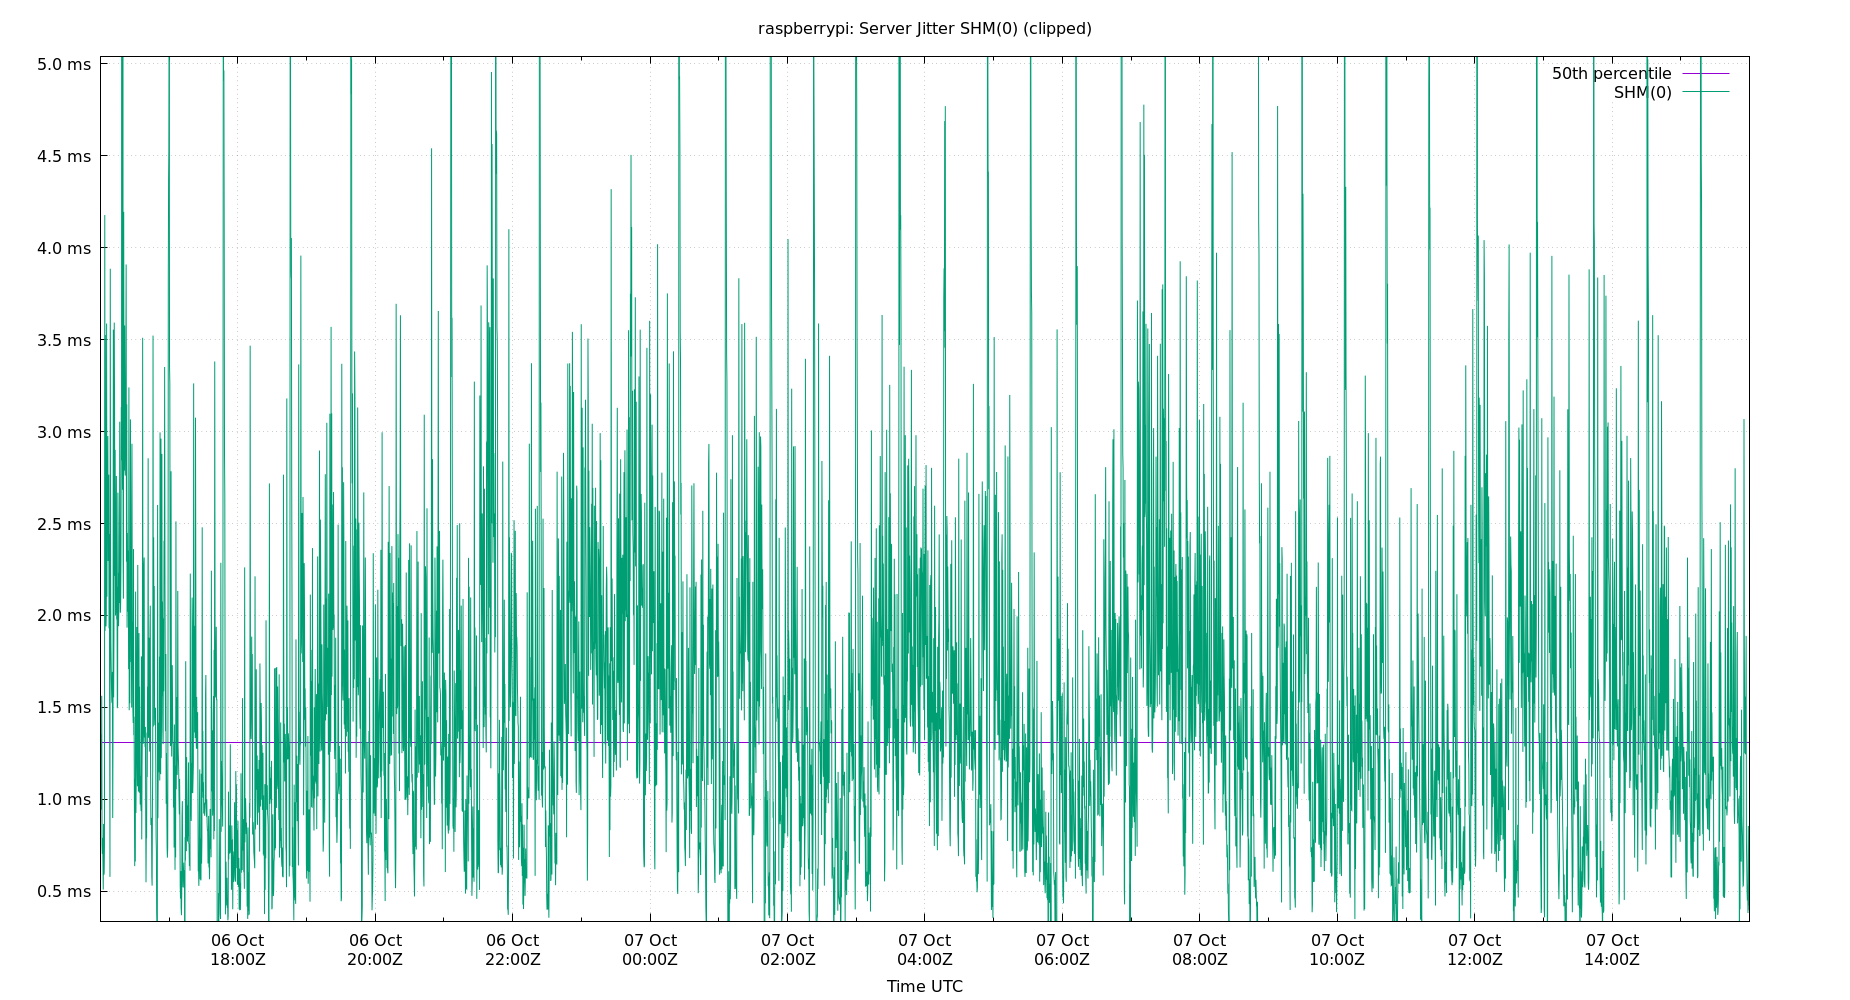 raspberrypi: Server Jitter SHM(0) (clipped)
5.0 ms
50th percentile
SHM(0)
4.5 ms
4.0 ms
3.5 ms
3.0 ms
2.5 ms
2.0 ms
1.5 ms
1.0 ms
0.5 ms
06 Oct 06 Oct 06 Oct 07 Oct 07 Oct 07 Oct 07 Oct 07 Oct 07 Oct 07 Oct 07 Oct
18:00Z 20:00Z 22:00Z 00:00Z 02:00Z 04:00Z 06:00Z 08:00Z 10:00Z 12:00Z 14:00Z
Time UTC